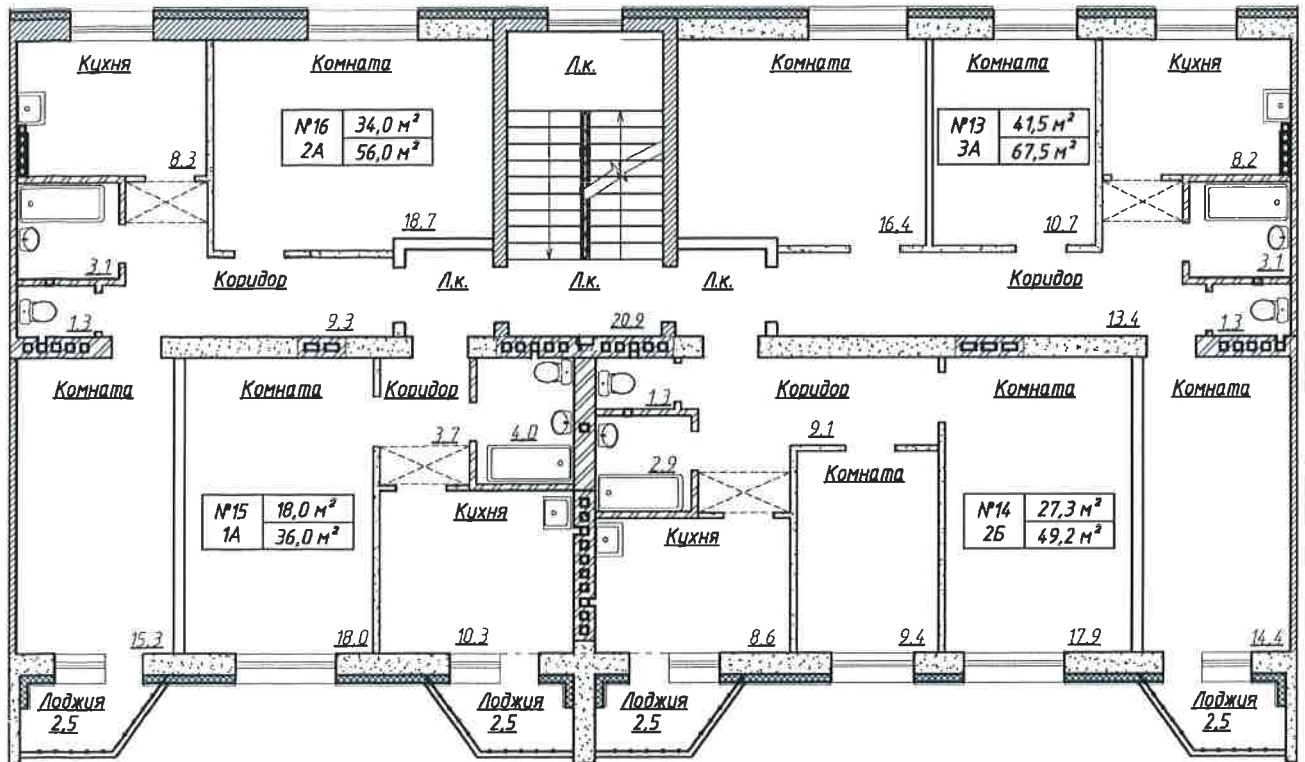 Кухня
Комната
Л.к.
Комната
Комната
Кухня
№16 34,0 м²
2А 56,0 м²
№13 41,5 м²
3А 67,5 м²
8,3
8,2
18,7
16,4
10,7
3,1
Коридор
Л.к.
Л.к.
Л.к.
Коридор
3,1
1,3
9,3
20,9
13,4
1,3
Комната
Комната
Коридор
1,3
Коридор
Комната
Комната
3,7
4,0
2,9
9,1
Комната
№15 18,0 м²
1А 36,0 м²
Кухня
Кухня
№14 27,3 м²
2Б 49,2 м²
15,3
18,0
10,3
8,6
9,4
17,9
14,4
Лоджия
2,5
Лоджия
2,5
Лоджия
2,5
Лоджия
2,5